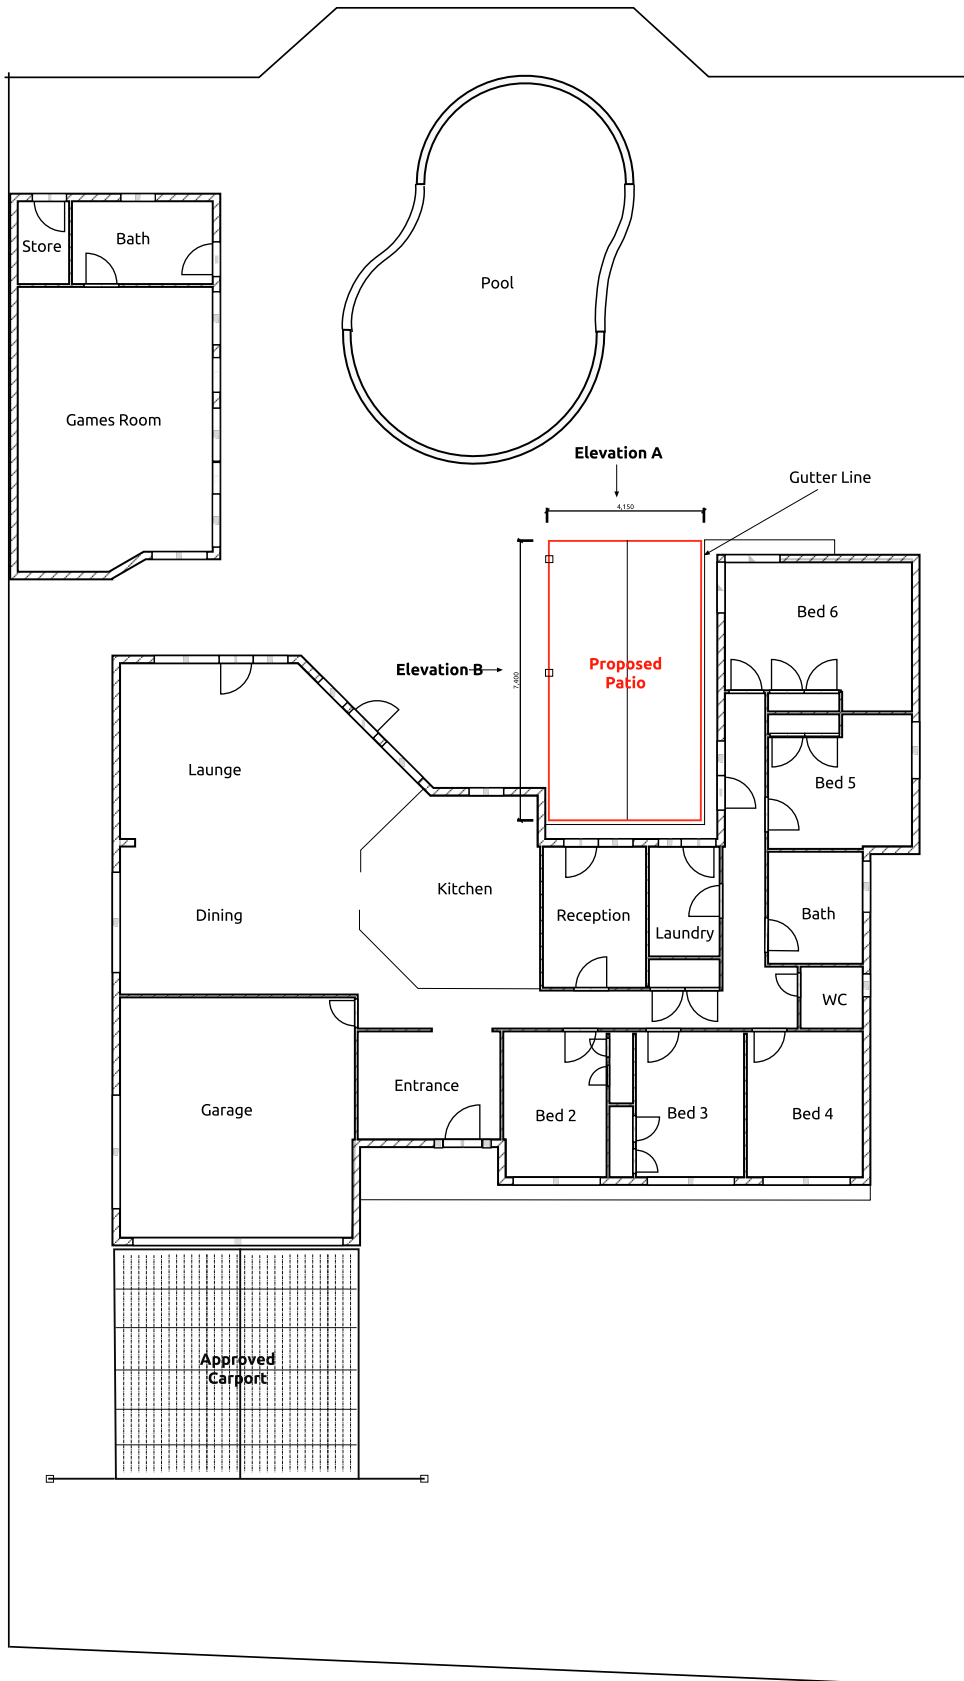 Store
Bath
Pool
Games Room
Elevation A
Gutter Line
4,150
Bed 6
Elevation B
Proposed
Patio
7,400
Launge
Bed 5
Kitchen
Dining
Reception
Laundry
Bath
WC
Entrance
Garage
Bed 2
Bed 3
Bed 4
Approved
Carport